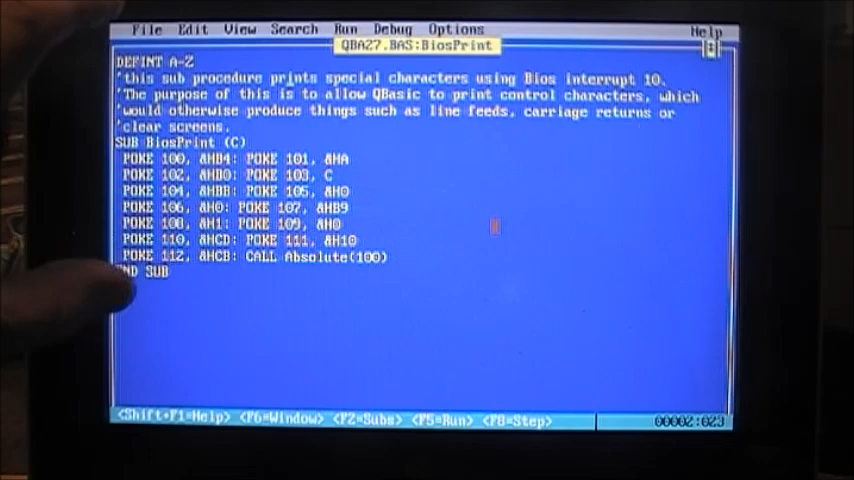 File Edit View Search Run Debug Options Help
QBA27.BAS:BiosPrint
DEFINT A-Z
'this sub procedure prints special characters using Bios interrupt 10.
'The purpose of this is to allow QBasic to print control characters, which
'would otherwise produce things such as line feeds, carriage returns or
'clear screens.
SUB BiosPrint (C)
POKE 100, &HB4: POKE 101, &HA
POKE 102, &HB0: POKE 103, C
POKE 104, &HBB: POKE 105, &H0
POKE 106, &H0: POKE 107, &HB9
POKE 108, &H1: POKE 109, &H0
POKE 110, &HCD: POKE 111, &H10
POKE 112, &HCB: CALL Absolute(100)
END SUB
<Shift+F1=Help> <F6=Window> <F2=Subs> <F5=Run> <F8=Step> 00002:023